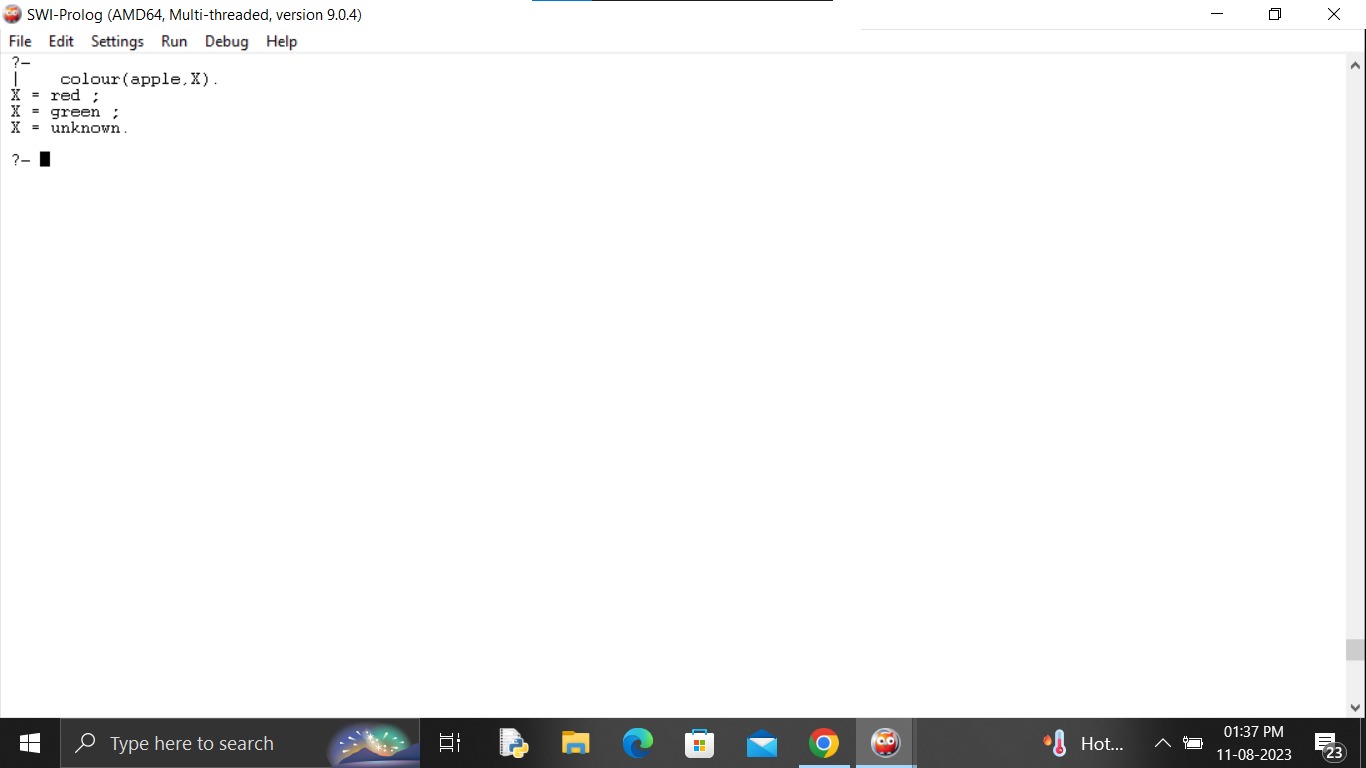 SWI-Prolog (AMD64, Multi-threaded, version 9.0.4)
File Edit Settings Run Debug Help
?-
|    colour(apple,X).
X = red ;
X = green ;
X = unknown.
?-
Type here to search
Hot...
01:37 PM
11-08-2023
23